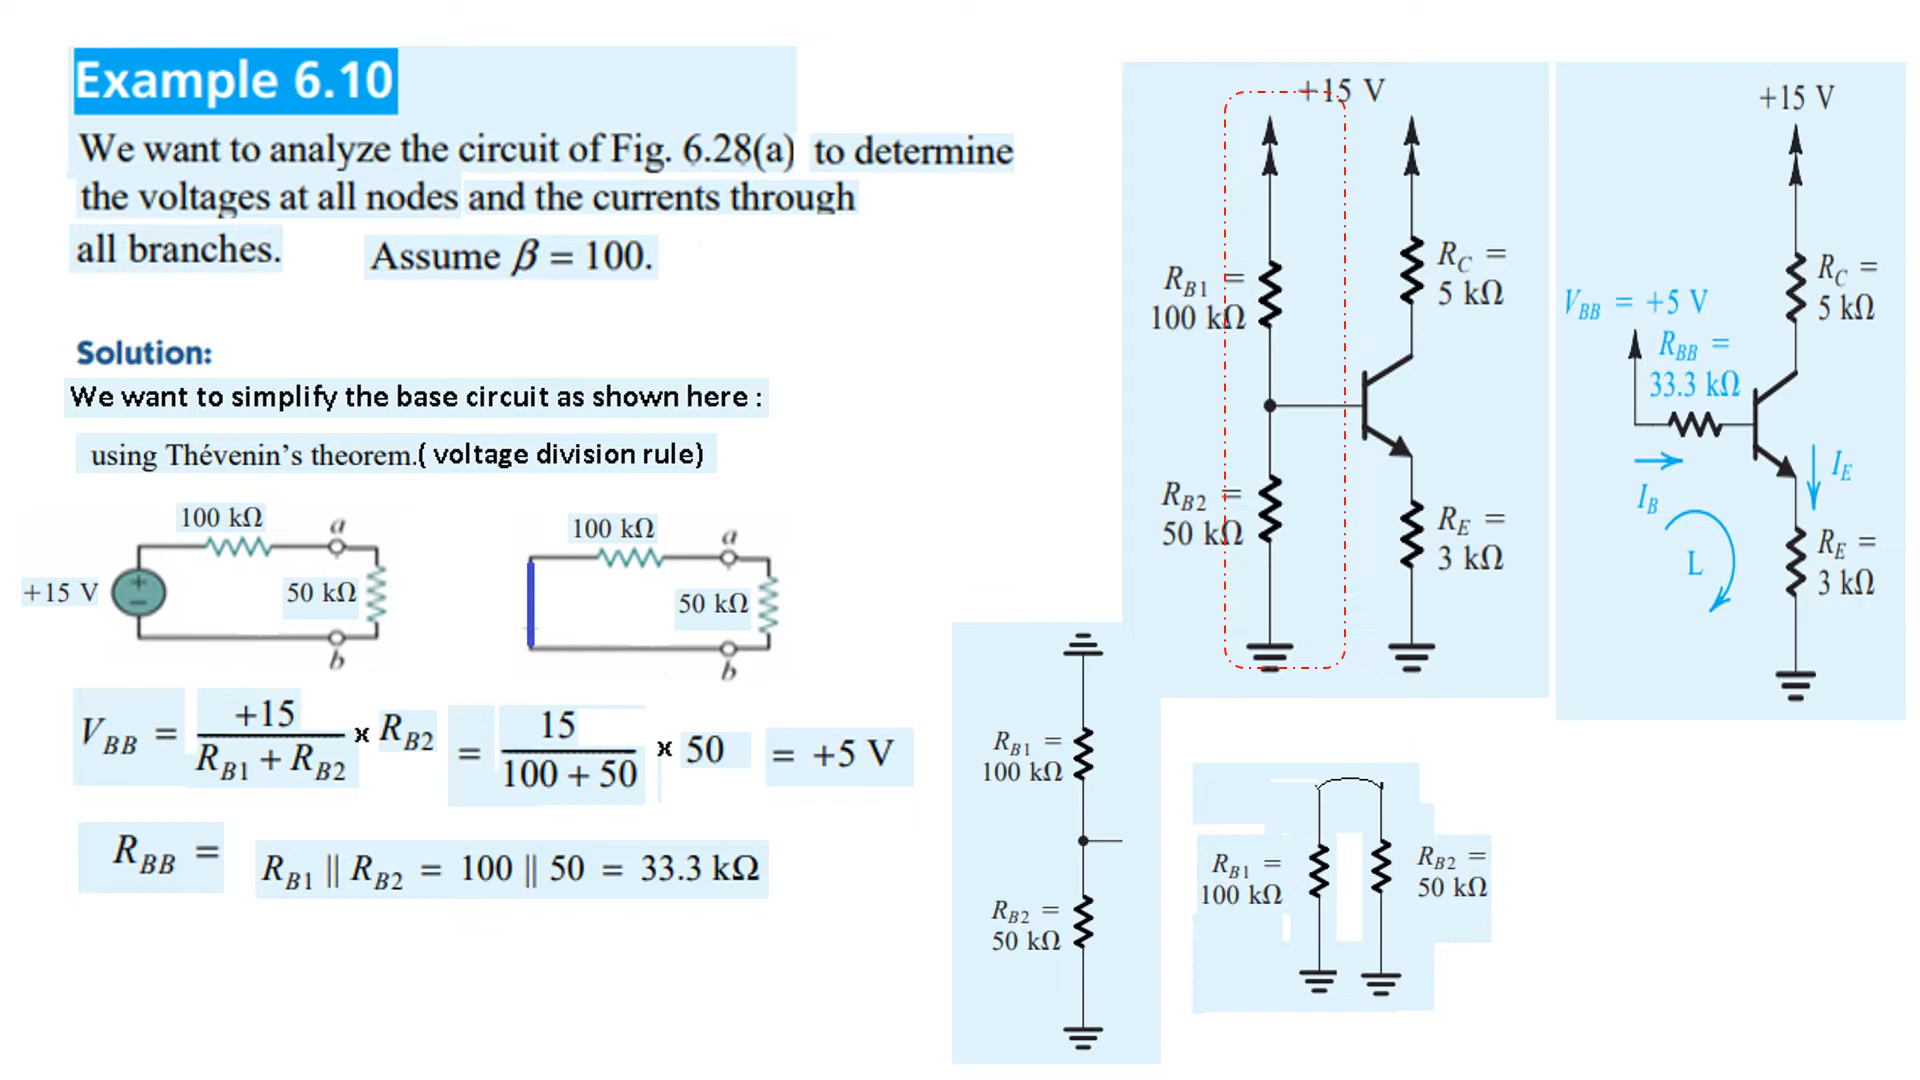 Example 6.10
We want to analyze the circuit of Fig. 6.28(a) to determine
the voltages at all nodes and the currents through
all branches. Assume β = 100.
Solution:
We want to simplify the base circuit as shown here :
using Thévenin's theorem.( voltage division rule)
100 kΩ
a
+15 V
50 kΩ
b
100 kΩ
a
50 kΩ
b
V_BB = +15 / (R_B1 + R_B2) x R_B2 = 15 / (100 + 50) x 50 = +5 V
R_BB = R_B1 || R_B2 = 100 || 50 = 33.3 kΩ
+15 V
R_B1 =
100 kΩ
R_C =
5 kΩ
R_B2 =
50 kΩ
R_E =
3 kΩ
+15 V
R_C =
5 kΩ
V_BB = +5 V
R_BB =
33.3 kΩ
I_B
I_E
L
R_E =
3 kΩ
R_B1 =
100 kΩ
R_B2 =
50 kΩ
R_B1 =
100 kΩ
R_B2 =
50 kΩ